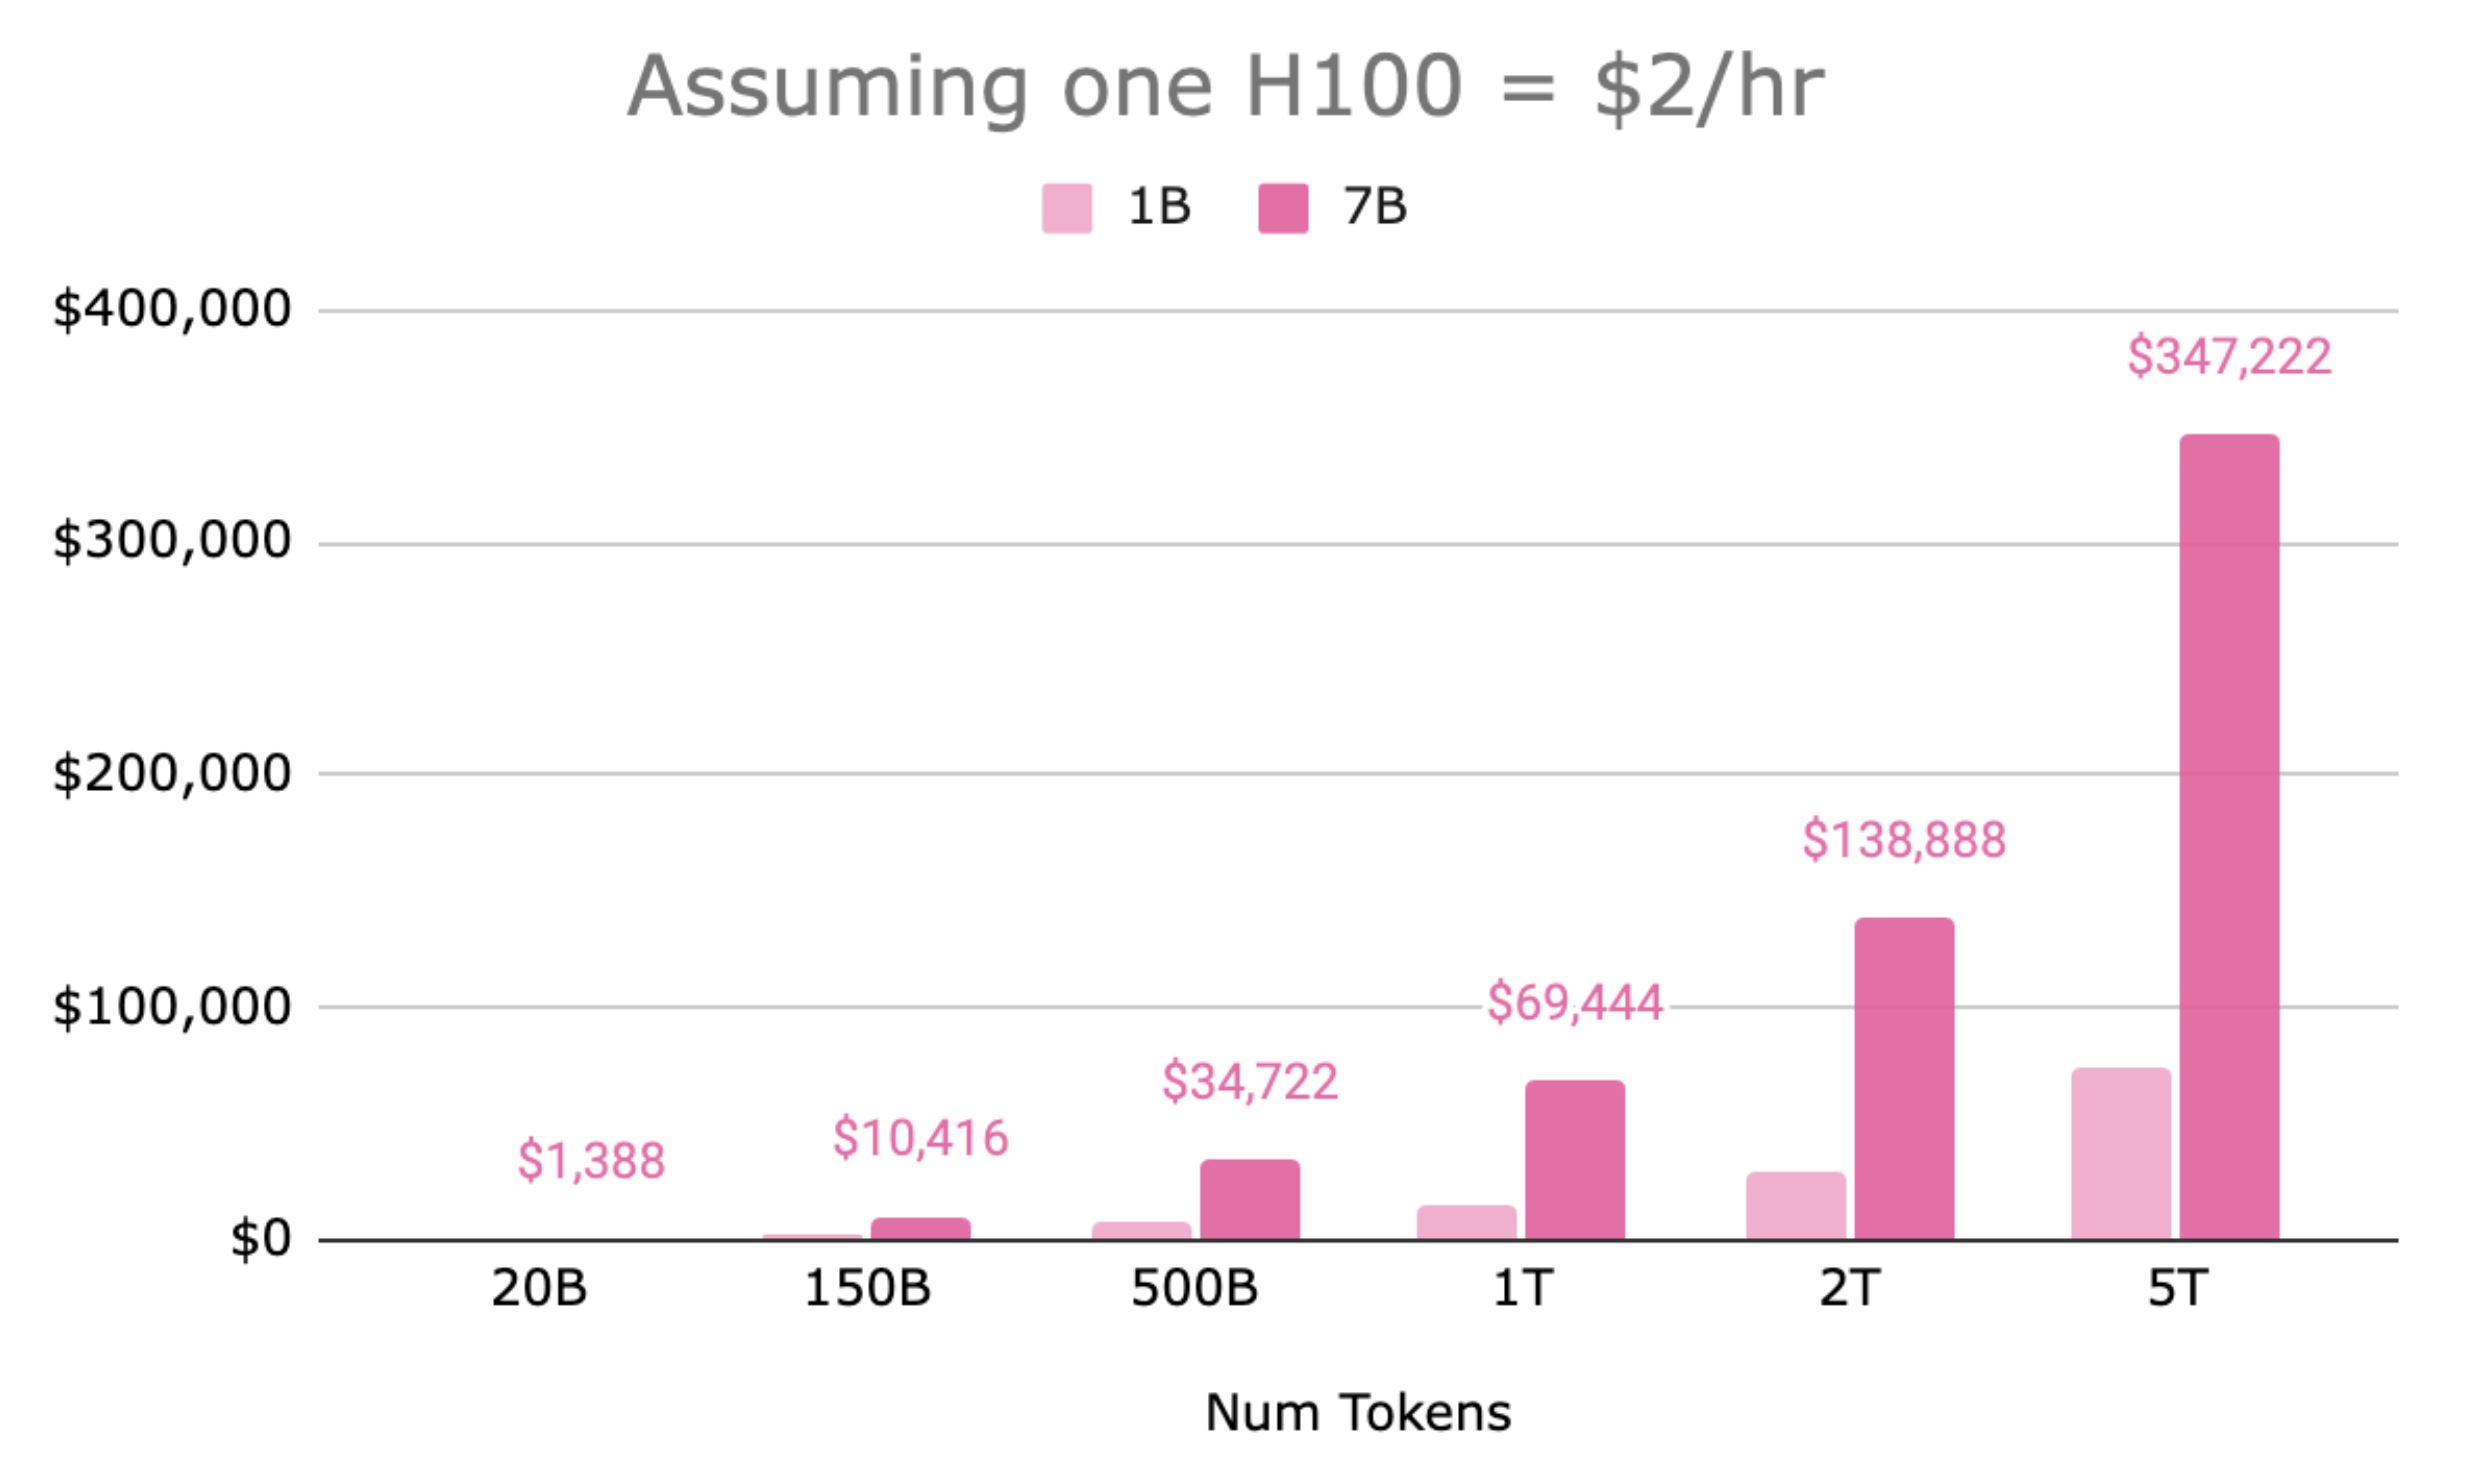 Assuming one H100 = $2/hr
1B 7B
$400,000
$347,222
$300,000
$200,000
$138,888
$100,000
$69,444
$34,722
$10,416
$1,388
$0
20B 150B 500B 1T 2T 5T
Num Tokens